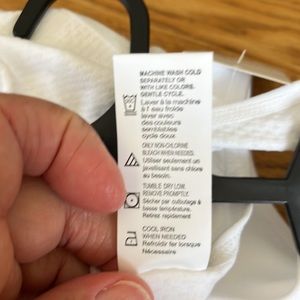 MACHINE WASH COLD
SEPARATELY OR
WITH LIKE COLORS.
GENTLE CYCLE.
Laver à la machine
à l' eau froide
laver avec
des couleurs
semblables
cycle doux.
ONLY NON-CHLORINE
BLEACH WHEN NEEDED.
Utiliser seulement un
javellisant sans chlore
au besoin.
TUMBLE DRY LOW.
REMOVE PROMPTLY.
Sécher par culbutage à
basse température.
Retirez rapidement
COOL IRON
WHEN NEEDED
Refroidir fer lorsque
Nécessaire